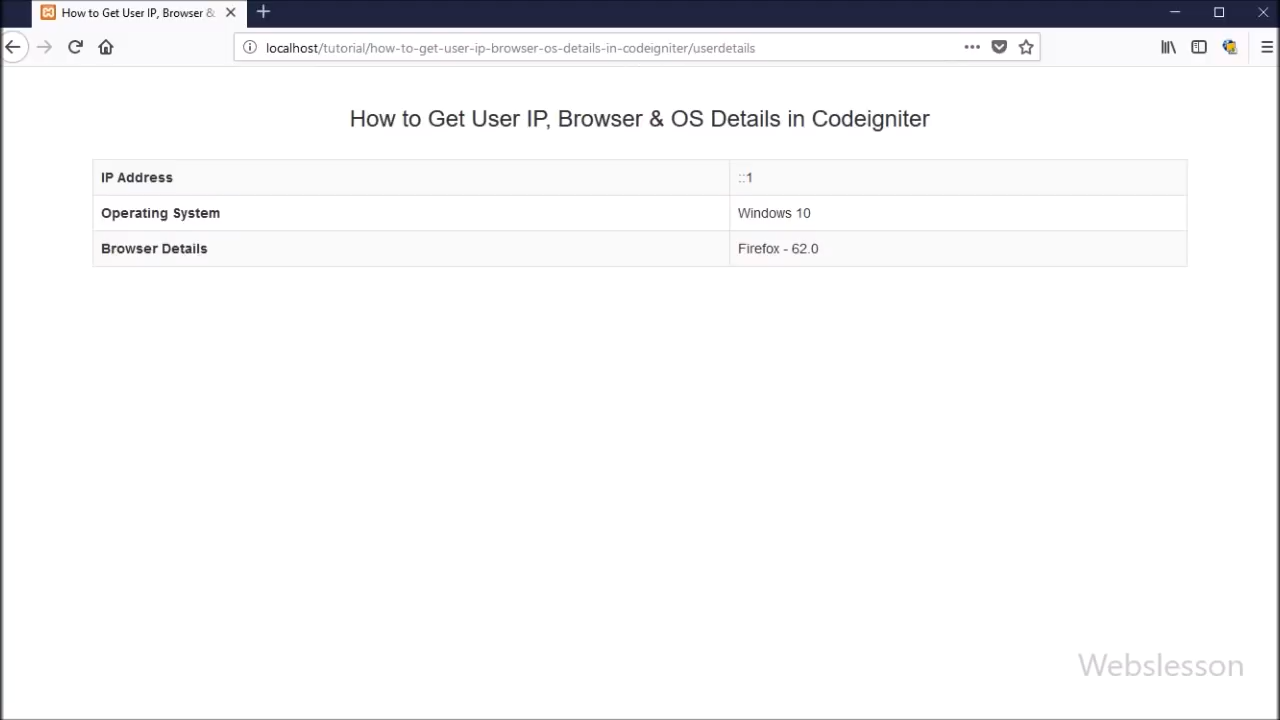 How to Get User IP, Browser &
localhost/tutorial/how-to-get-user-ip-browser-os-details-in-codeigniter/userdetails
How to Get User IP, Browser & OS Details in Codeigniter
IP Address ::1
Operating System Windows 10
Browser Details Firefox - 62.0
Webslesson